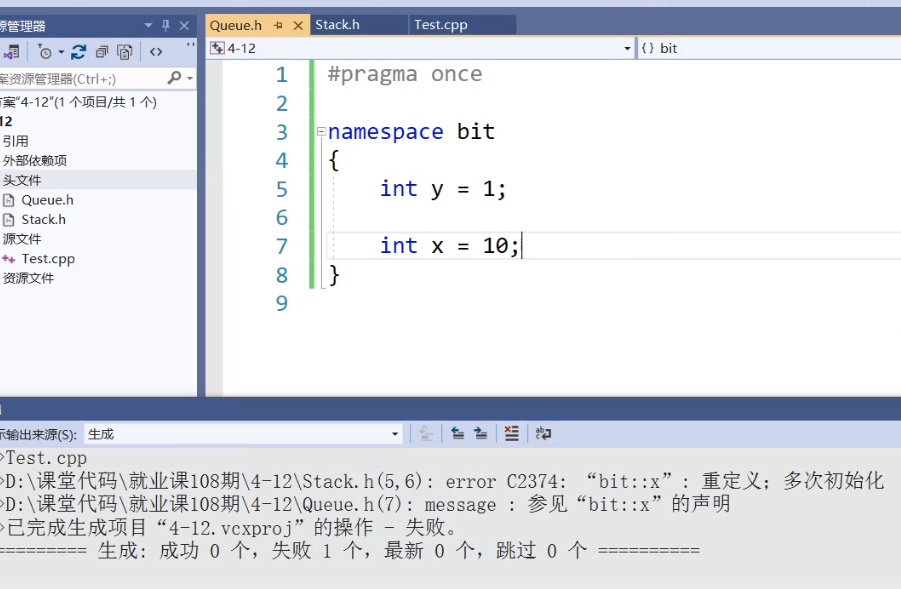 源管理器
Queue.h
Stack.h
Test.cpp
4-12
{} bit
案资源管理器(Ctrl+;)
方案"4-12"(1 个项目/共 1 个)
12
引用
外部依赖项
头文件
Queue.h
Stack.h
源文件
Test.cpp
资源文件
1 #pragma once
2
3 namespace bit
4 {
5 int y = 1;
6
7 int x = 10;
8 }
9
示输出来源(S): 生成
>Test.cpp
>D:\课堂代码\就业课108期\4-12\Stack.h(5,6): error C2374: “bit::x”: 重定义；多次初始化
>D:\课堂代码\就业课108期\4-12\Queue.h(7): message : 参见“bit::x”的声明
>已完成生成项目“4-12.vcxproj”的操作 - 失败。
========= 生成: 成功 0 个，失败 1 个，最新 0 个，跳过 0 个 ==========